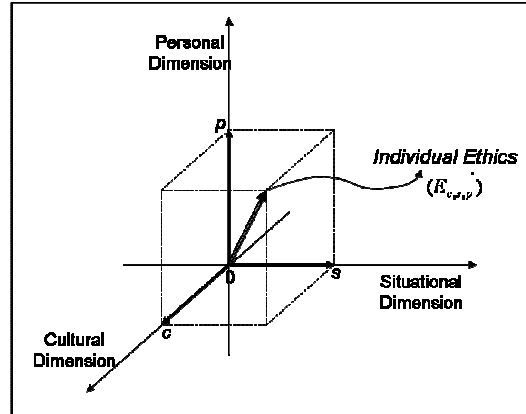 Personal
Dimension
p
Individual Ethics
(E c,s,p)
0
s
Situational
Dimension
c
Cultural
Dimension